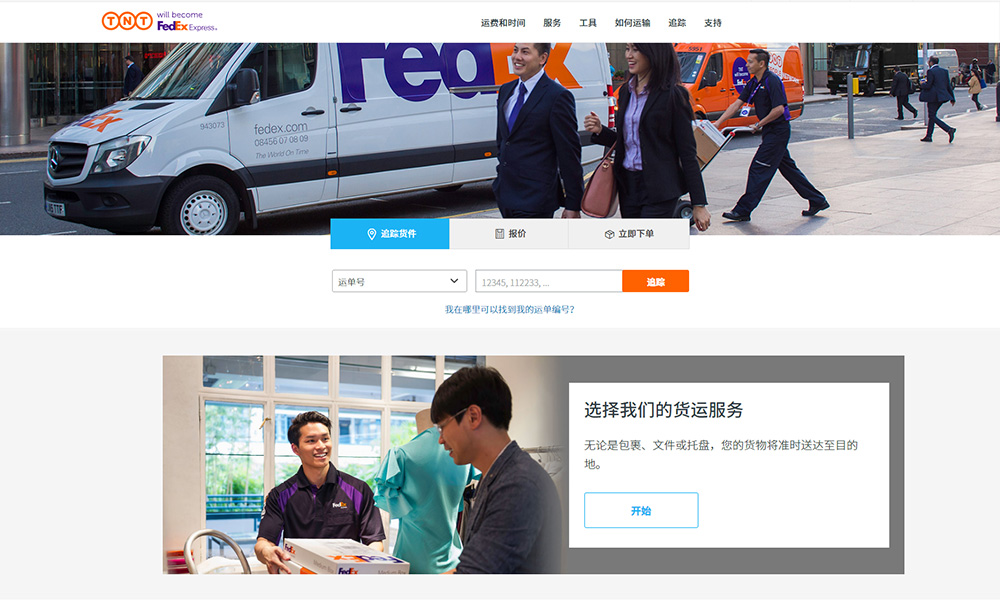 TNT
will become
FedEx Express.
运费和时间 服务 工具 如何运输 追踪 支持
FedEx
943073
fedex.com
08456 07 08 09
The World On Time
追踪货件 报价 立即下单
运单号 12345, 112233, ... 追踪
我在哪里可以找到我的运单编号?
选择我们的货运服务
无论是包裹、文件或托盘，您的货物将准时送达至目的
地。
开始
FedEx
FedEx